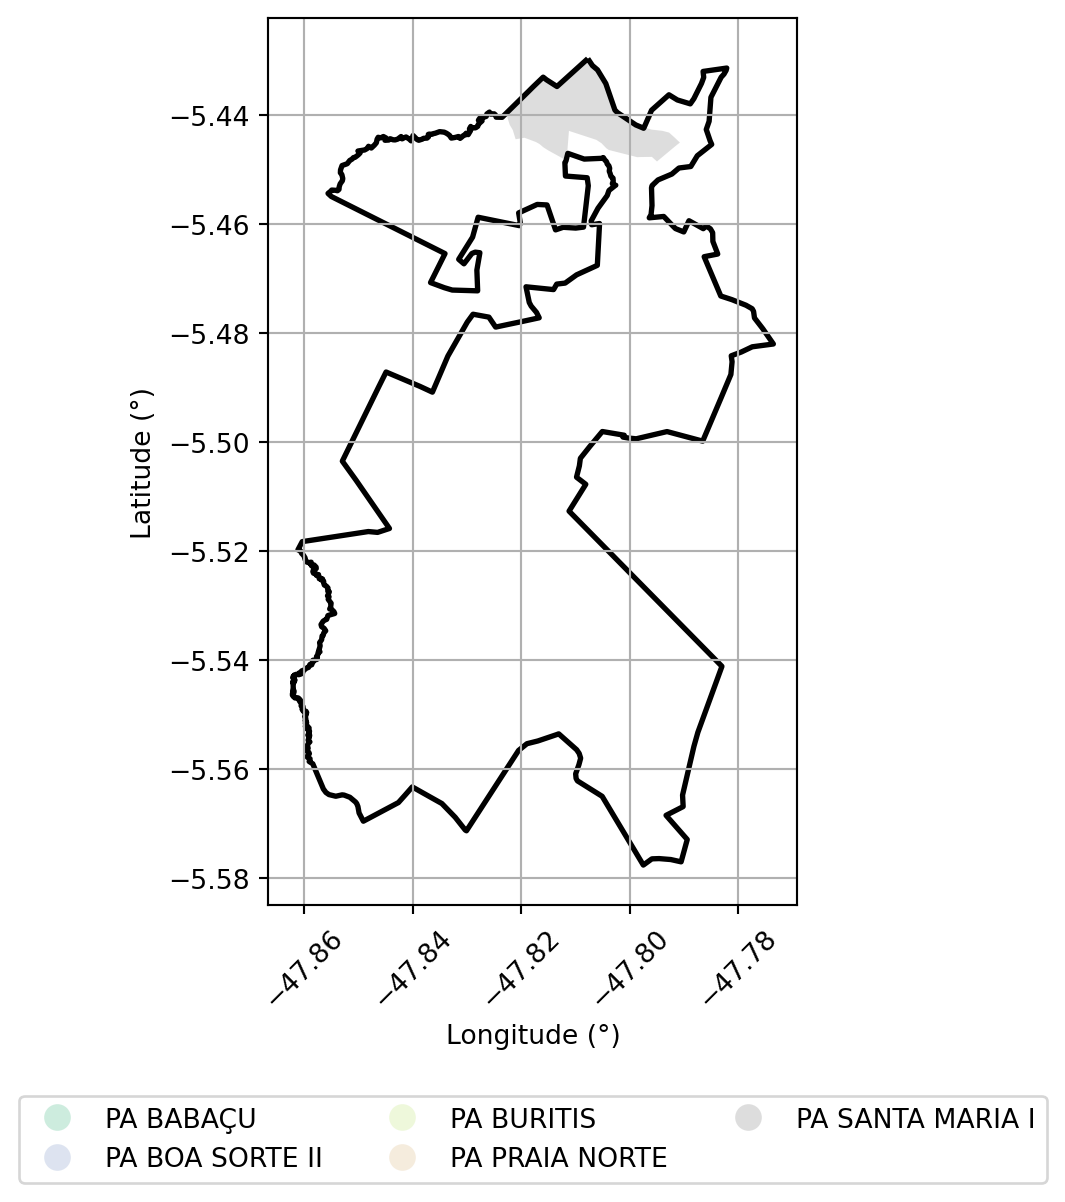 −5.44
−5.46
−5.48
−5.50
−5.52
−5.54
−5.56
−5.58
Latitude (°)
−47.86 −47.84 −47.82 −47.80 −47.78
Longitude (°)
PA BABAÇU PA BURITIS PA SANTA MARIA I
PA BOA SORTE II PA PRAIA NORTE